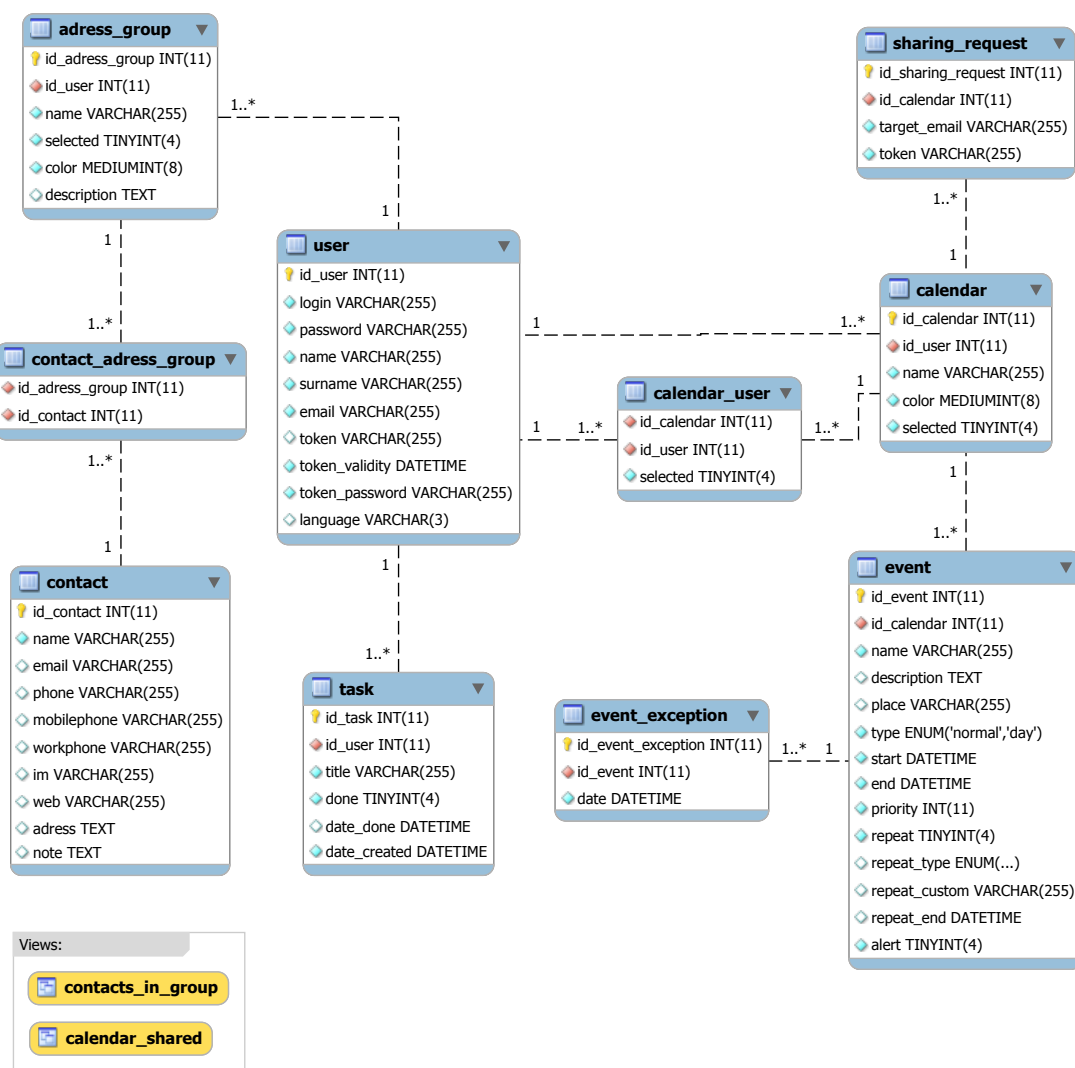 adress_group
id_adress_group INT(11)
id_user INT(11)
name VARCHAR(255)
selected TINYINT(4)
color MEDIUMINT(8)
description TEXT
1..*
1
1
1..*
sharing_request
id_sharing_request INT(11)
id_calendar INT(11)
target_email VARCHAR(255)
token VARCHAR(255)
1..*
1
user
id_user INT(11)
login VARCHAR(255)
password VARCHAR(255)
name VARCHAR(255)
surname VARCHAR(255)
email VARCHAR(255)
token VARCHAR(255)
token_validity DATETIME
token_password VARCHAR(255)
language VARCHAR(3)
1
1..*
1
1..*
calendar
id_calendar INT(11)
id_user INT(11)
name VARCHAR(255)
color MEDIUMINT(8)
selected TINYINT(4)
contact_adress_group
id_adress_group INT(11)
id_contact INT(11)
1..*
1
calendar_user
id_calendar INT(11)
id_user INT(11)
selected TINYINT(4)
1..*
1
1
1..*
contact
id_contact INT(11)
name VARCHAR(255)
email VARCHAR(255)
phone VARCHAR(255)
mobilephone VARCHAR(255)
workphone VARCHAR(255)
im VARCHAR(255)
web VARCHAR(255)
adress TEXT
note TEXT
1
1..*
task
id_task INT(11)
id_user INT(11)
title VARCHAR(255)
done TINYINT(4)
date_done DATETIME
date_created DATETIME
event_exception
id_event_exception INT(11)
id_event INT(11)
date DATETIME
1..*
1
event
id_event INT(11)
id_calendar INT(11)
name VARCHAR(255)
description TEXT
place VARCHAR(255)
type ENUM('normal','day')
start DATETIME
end DATETIME
priority INT(11)
repeat TINYINT(4)
repeat_type ENUM(...)
repeat_custom VARCHAR(255)
repeat_end DATETIME
alert TINYINT(4)
Views:
contacts_in_group
calendar_shared